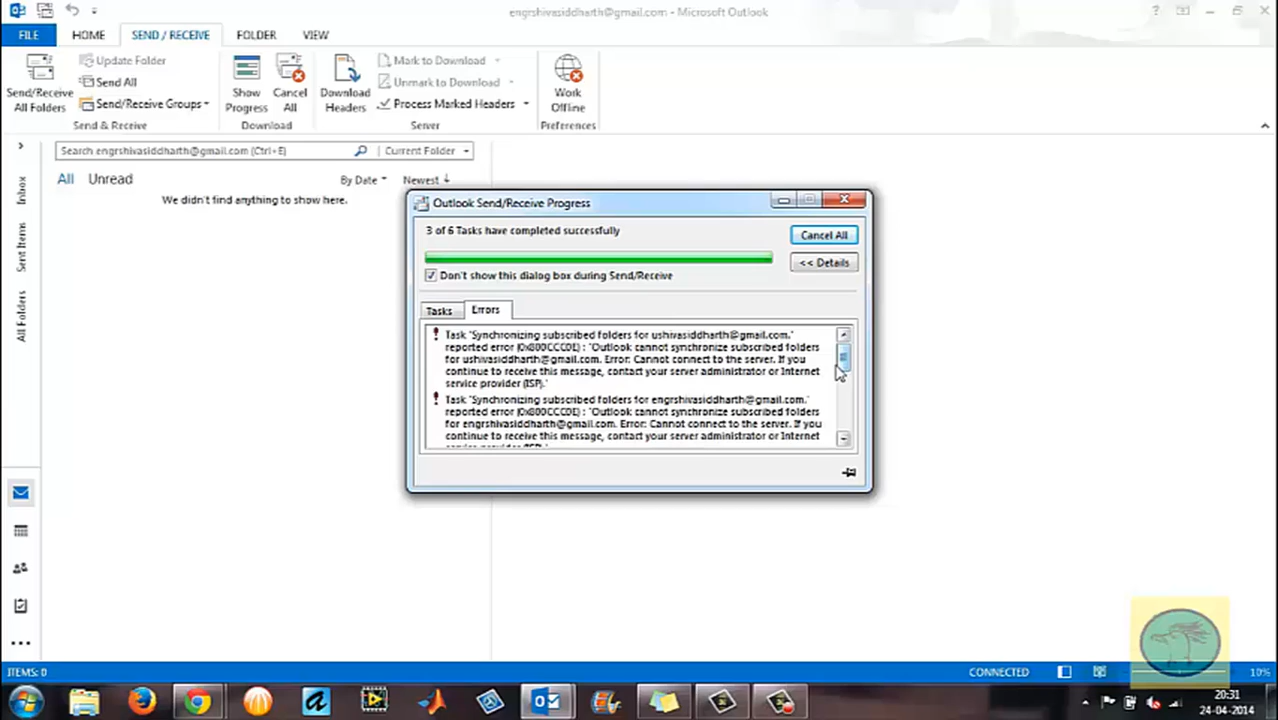 engrshivasiddharth@gmail.com - Microsoft Outlook
FILE
HOME
SEND / RECEIVE
FOLDER
VIEW
Send/Receive All Folders
Update Folder
Send All
Send/Receive Groups
Send & Receive
Show Progress
Cancel All
Download
Download Headers
Mark to Download
Unmark to Download
Process Marked Headers
Server
Work Offline
Preferences
Search engrshivasiddharth@gmail.com (Ctrl+E)
Current Folder
All
Unread
By Date
Newest
We didn't find anything to show here.
Inbox
Sent Items
All Folders
Outlook Send/Receive Progress
3 of 6 Tasks have completed successfully
Cancel All
<< Details
Don't show this dialog box during Send/Receive
Tasks
Errors
Task 'Synchronizing subscribed folders for ushivasiddharth@gmail.com.'
reported error (0x800CCC0E) : 'Outlook cannot synchronize subscribed folders
for ushivasiddharth@gmail.com. Error: Cannot connect to the server. If you
continue to receive this message, contact your server administrator or Internet
service provider (ISP).'
Task 'Synchronizing subscribed folders for engrshivasiddharth@gmail.com.'
reported error (0x800CCC0E) : 'Outlook cannot synchronize subscribed folders
for engrshivasiddharth@gmail.com. Error: Cannot connect to the server. If you
continue to receive this message, contact your server administrator or Internet
service provider (ISP).'
ITEMS: 0
CONNECTED
10%
20:31
24-04-2014